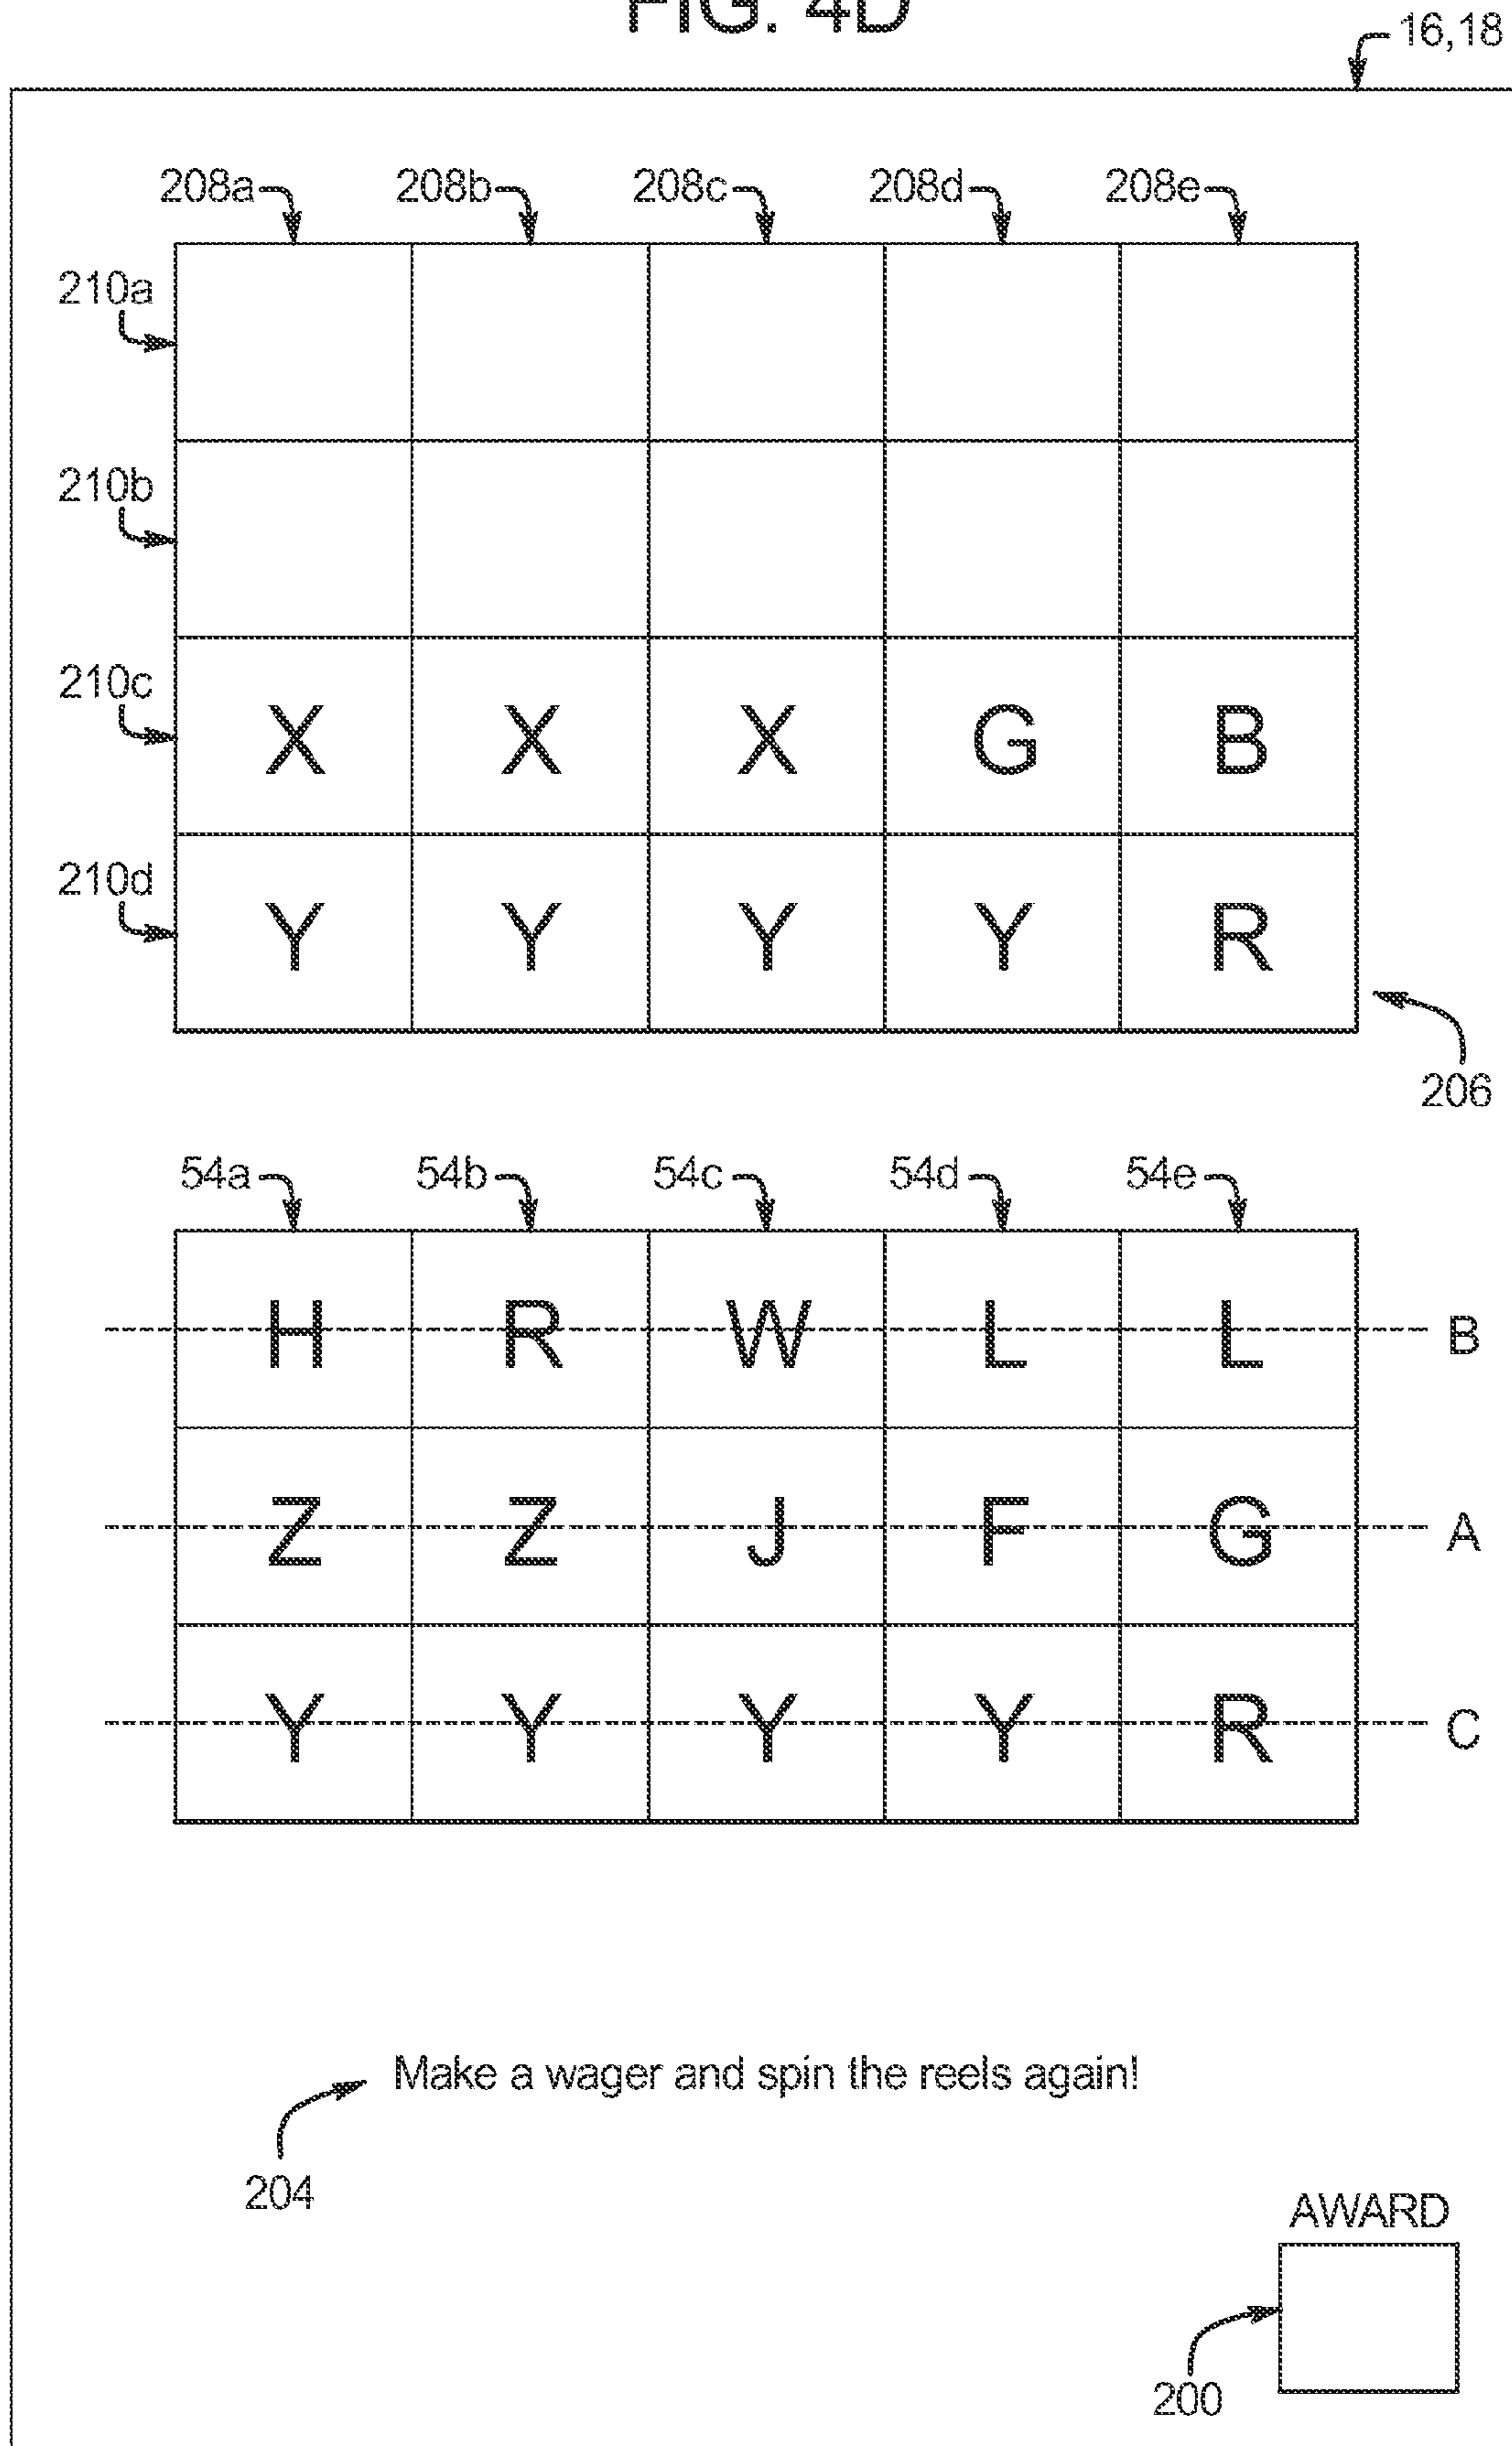 FIG. 4D
16,18
208a 208b 208c 208d 208e
210a
210b
210c
X X X G B
210d
Y Y Y Y R
206
54a 54b 54c 54d 54e
H R W L L B
Z Z J F G A
Y Y Y Y R C
Make a wager and spin the reels again!
204
AWARD
200